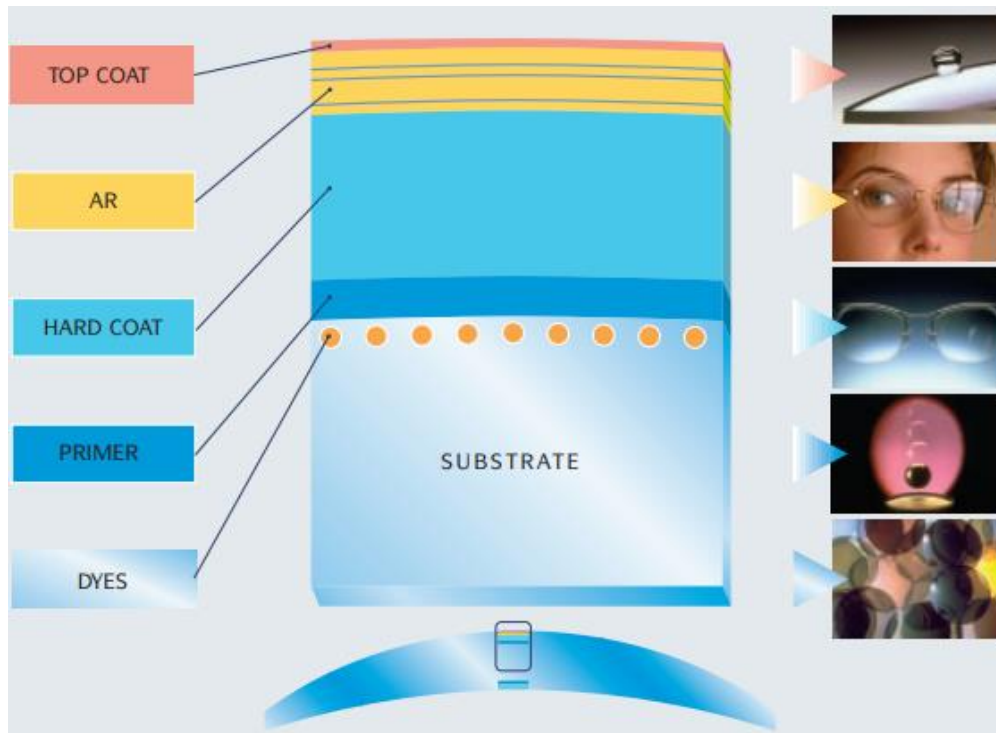 TOP COAT
AR
HARD COAT
PRIMER
SUBSTRATE
DYES